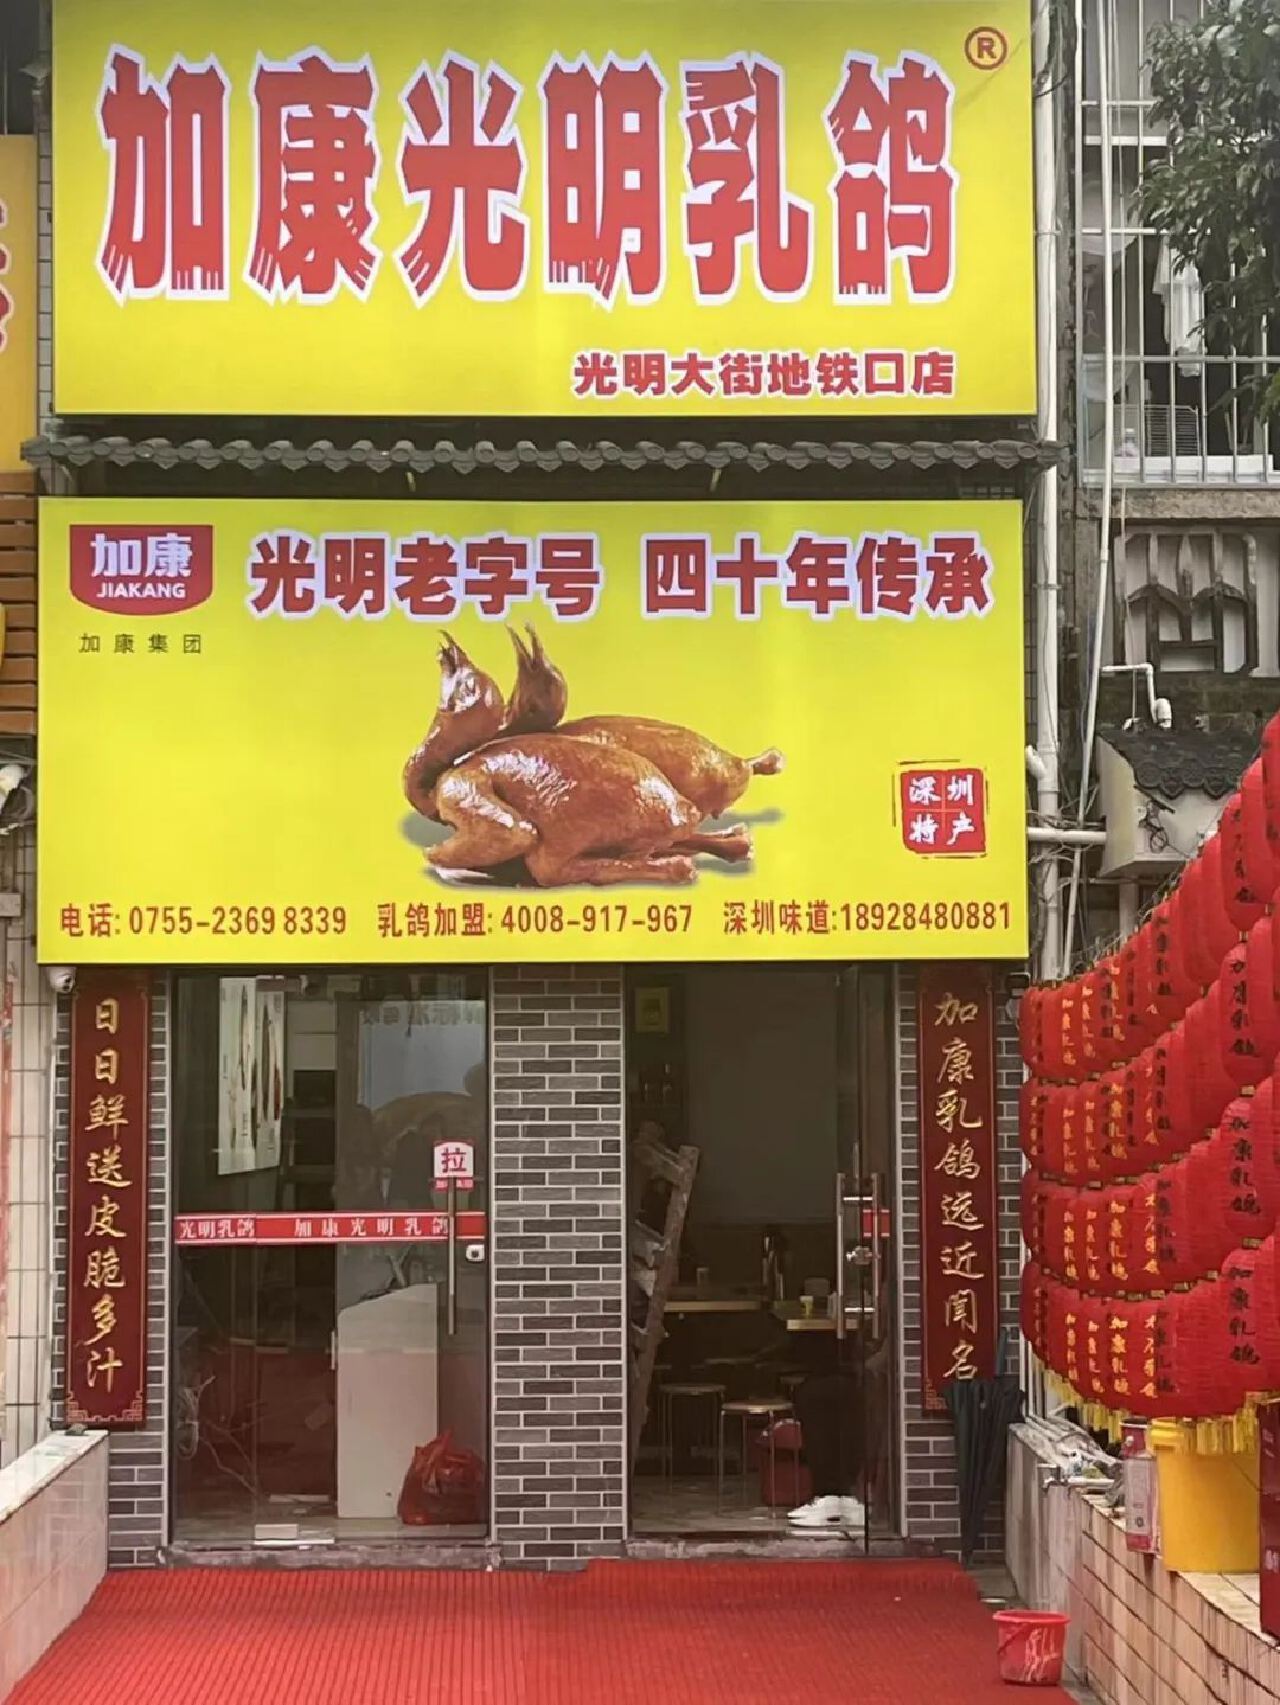 加康光明乳鸽®
光明大街地铁口店
加康
JIAKANG
加康集团
光明老字号 四十年传承
深圳
特产
电话: 0755-2369 8339 乳鸽加盟: 4008-917-967 深圳味道:18928480881
日日鲜送皮脆多汁
加康乳鸽远近闻名
拉
光明乳鸽 加康光明乳鸽
加康乳鸽